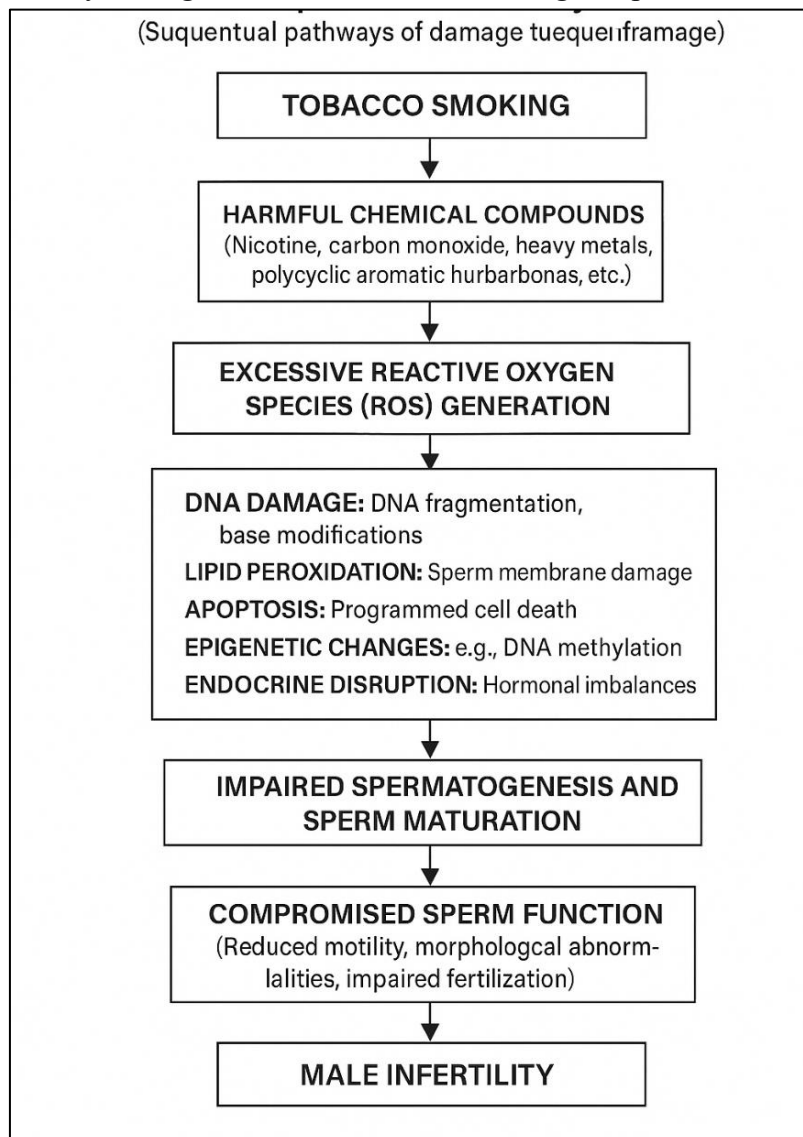 (Suquentual pathways of damage tuequenframage)
TOBACCO SMOKING
HARMFUL CHEMICAL COMPOUNDS
(Nicotine, carbon monoxide, heavy metals,
polycyclic aromatic hurbarbonas, etc.)
EXCESSIVE REACTIVE OXYGEN
SPECIES (ROS) GENERATION
DNA DAMAGE: DNA fragmentation,
base modifications
LIPID PEROXIDATION: Sperm membrane damage
APOPTOSIS: Programmed cell death
EPIGENETIC CHANGES: e.g., DNA methylation
ENDOCRINE DISRUPTION: Hormonal imbalances
IMPAIRED SPERMATOGENESIS AND
SPERM MATURATION
COMPROMISED SPERM FUNCTION
(Reduced motility, morphologcal abnorm-
lalities, impaired fertilization)
MALE INFERTILITY